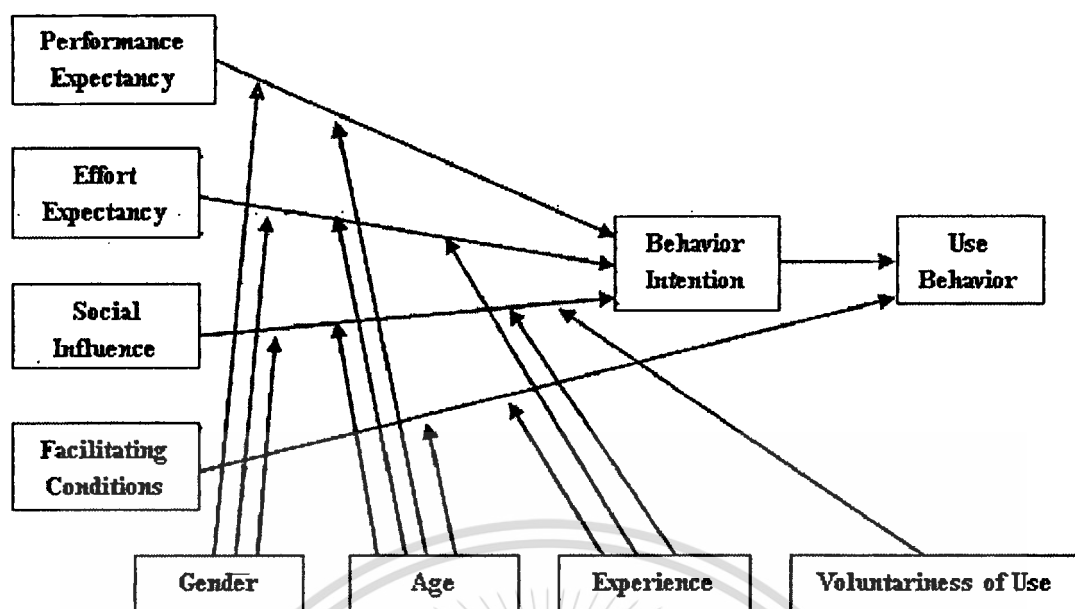 Performance
Expectancy
Effort
Expectancy
Social
Influence
Facilitating
Conditions
Behavior
Intention
Use
Behavior
Gender
Age
Experience
Voluntariness of Use